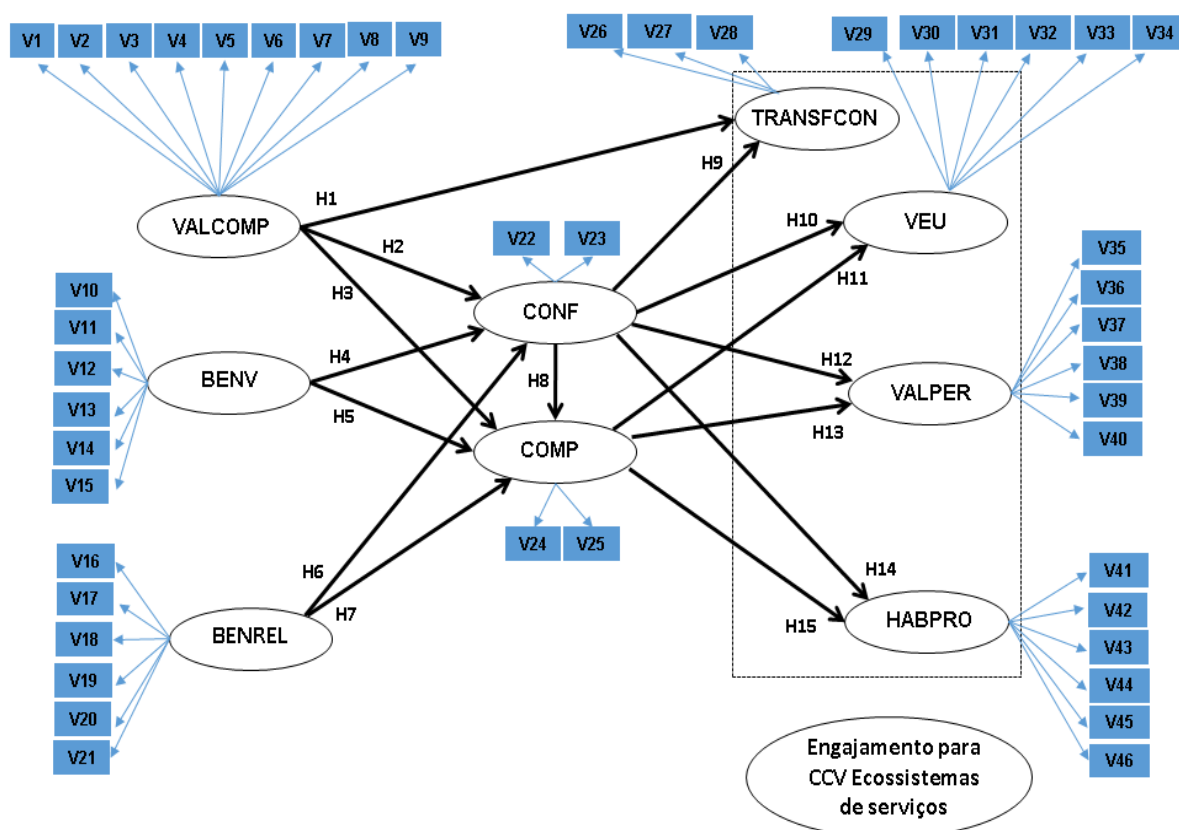 V1 V2 V3 V4 V5 V6 V7 V8 V9
V26 V27 V28
V29 V30 V31 V32 V33 V34
TRANSFCON
H9
H1
VALCOMP
H2
H3
V22 V23
H10
VEU
H11
V35
V36
V37
V38
V39
V40
V10
V11
V12
V13
V14
V15
CONF
H4
H5
BENV
H8
H12
VALPER
H13
COMP
V24 V25
V16
V17
V18
V19
V20
V21
H6
H7
BENREL
H14
H15
HABPRO
V41
V42
V43
V44
V45
V46
Engajamento para
CCV Ecossistemas
de serviços